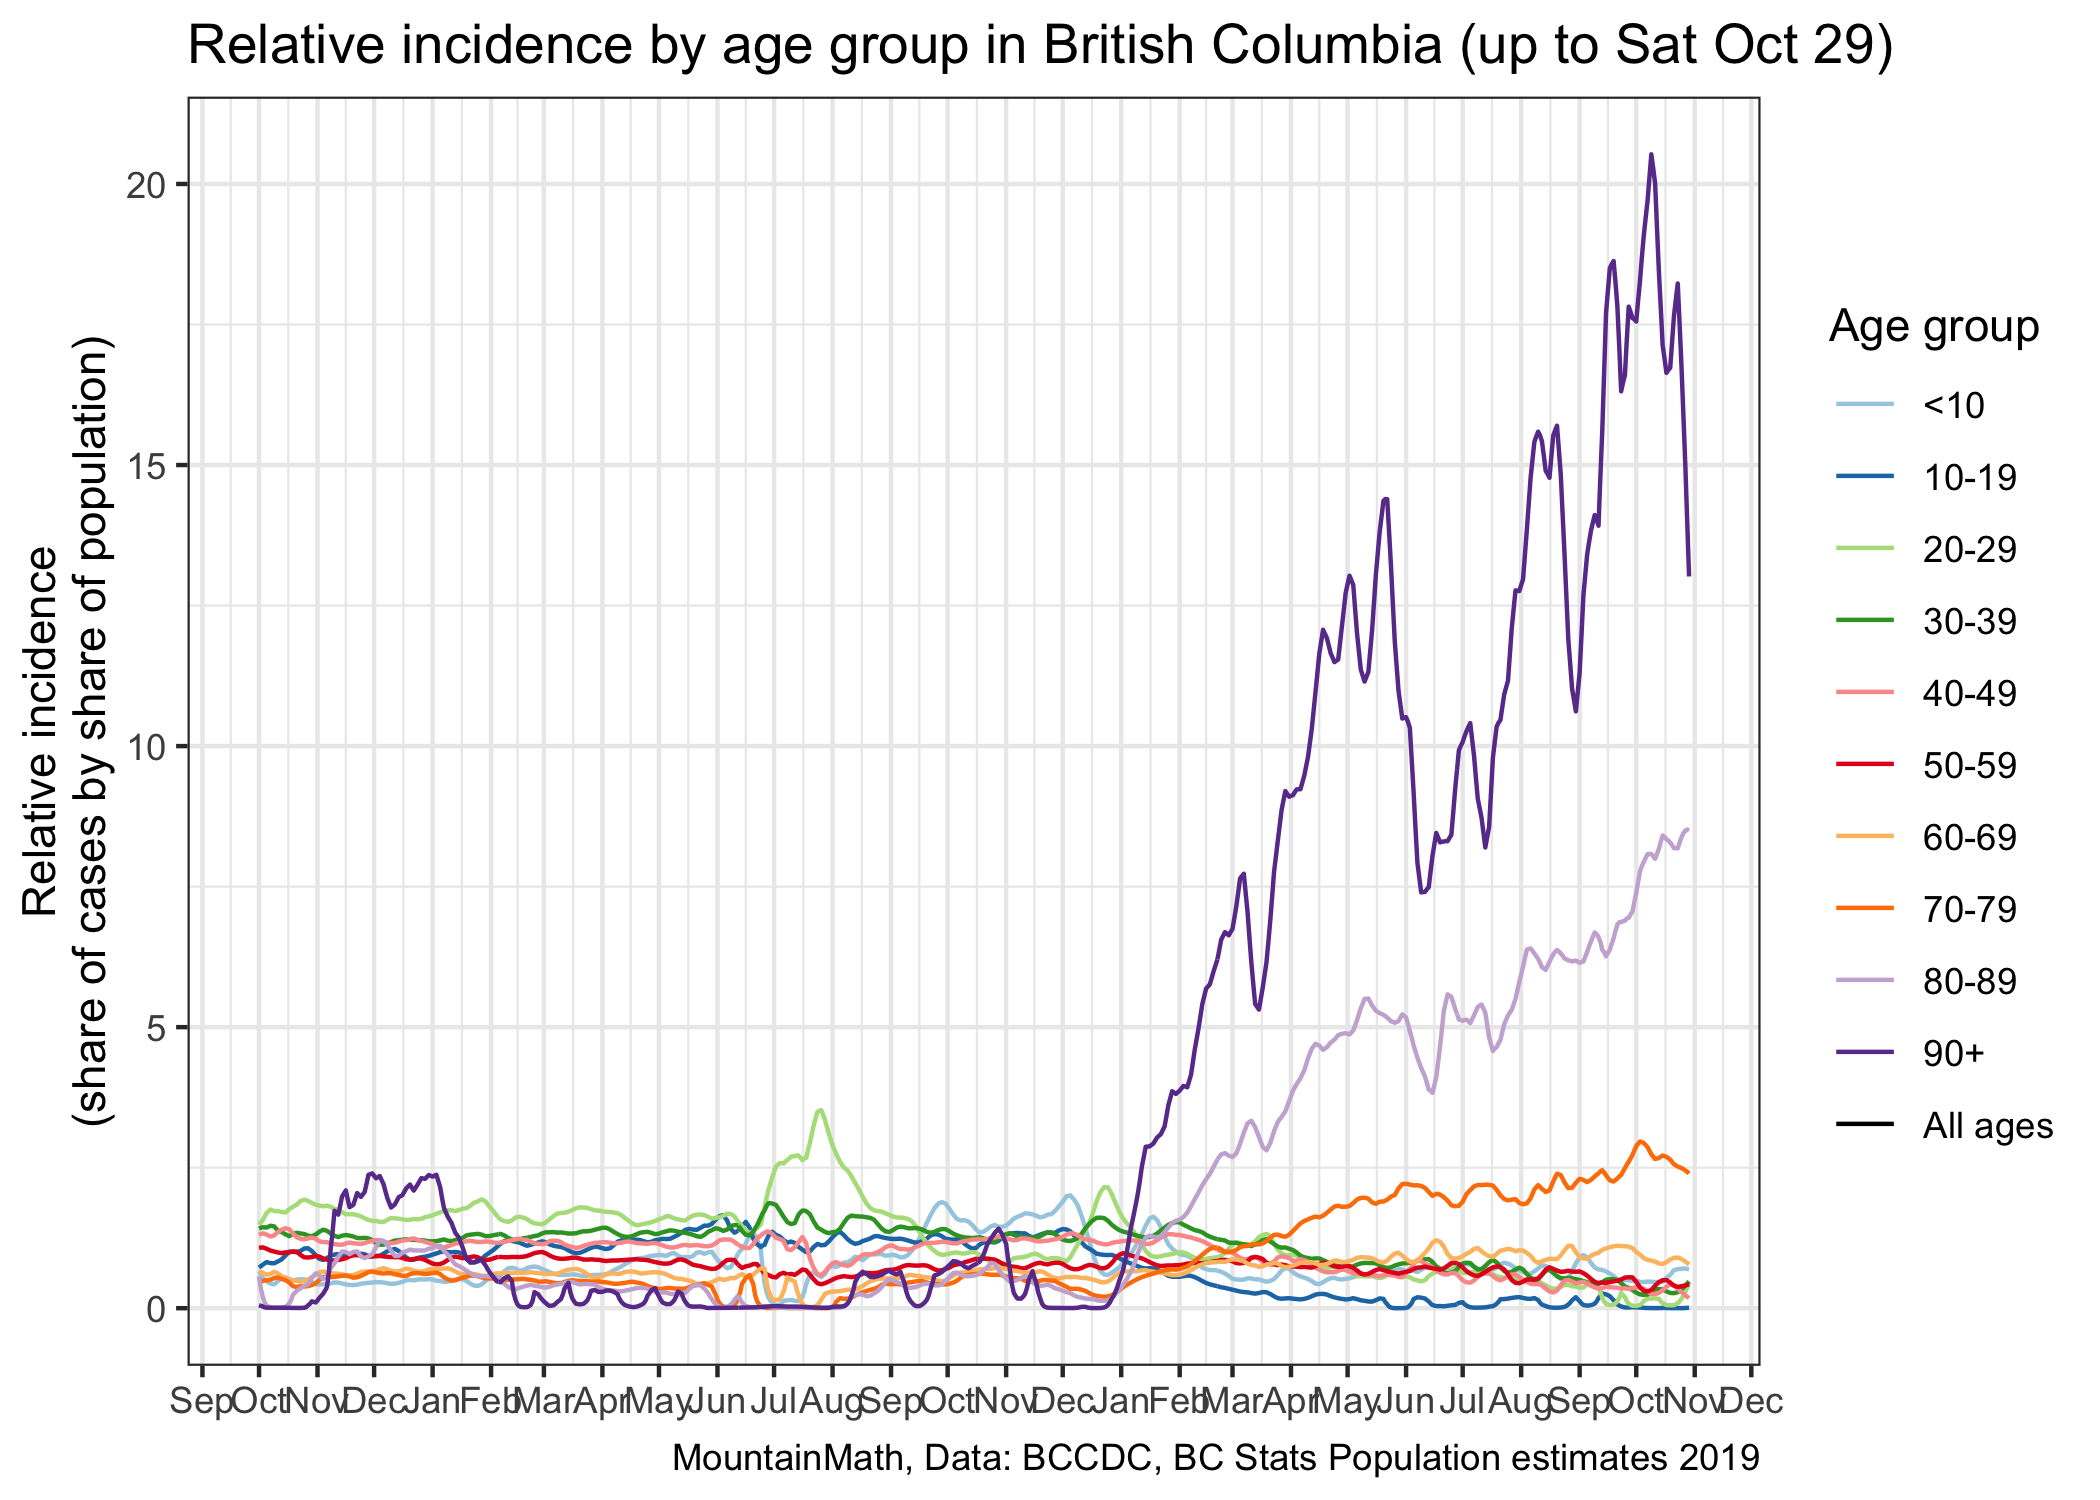 Relative incidence by age group in British Columbia (up to Sat Oct 29)
Relative incidence
(share of cases by share of population)
20
15
10
5
0
Sep Oct Nov Dec Jan Feb Mar Apr May Jun Jul Aug Sep Oct Nov Dec Jan Feb Mar Apr May Jun Jul Aug Sep Oct Nov Dec
Age group
<10
10-19
20-29
30-39
40-49
50-59
60-69
70-79
80-89
90+
All ages
MountainMath, Data: BCCDC, BC Stats Population estimates 2019